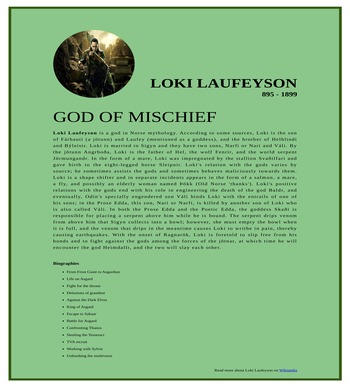 LOKI LAUFEYSON
895 - 1899
GOD OF MISCHIEF
Loki Laufeyson is a god in Norse mythology. According to some sources, Loki is the son
of Fárbauti (a jötunn) and Laufey (mentioned as a goddess), and the brother of Helblindi
and Býleistr. Loki is married to Sigyn and they have two sons, Narfi or Nari and Váli. By
the jötunn Angrboða, Loki is the father of Hel, the wolf Fenrir, and the world serpent
Jörmungandr. In the form of a mare, Loki was impregnated by the stallion Svaðilfari and
gave birth to the eight-legged horse Sleipnir. Loki's relation with the gods varies by
source; he sometimes assists the gods and sometimes behaves maliciously towards them.
Loki is a shape shifter and in separate incidents appears in the form of a salmon, a mare,
a fly, and possibly an elderly woman named Þökk (Old Norse 'thanks'). Loki's positive
relations with the gods end with his role in engineering the death of the god Baldr, and
eventually, Odin's specially engendered son Váli binds Loki with the entrails of one of
his sons; in the Prose Edda, this son, Nari or Narfi, is killed by another son of Loki who
is also called Váli. In both the Prose Edda and the Poetic Edda, the goddess Skaði is
responsible for placing a serpent above him while he is bound. The serpent drips venom
from above him that Sigyn collects into a bowl; however, she must empty the bowl when
it is full, and the venom that drips in the meantime causes Loki to writhe in pain, thereby
causing earthquakes. With the onset of Ragnarök, Loki is foretold to slip free from his
bonds and to fight against the gods among the forces of the jötnar, at which time he will
encounter the god Heimdallr, and the two will slay each other.
Biographies
From Frost Giant to Asgardian
Life on Asgard
Fight for the throne
Delusions of grandeur
Against the Dark Elves
King of Asgard
Escape to Sakaar
Battle for Asgard
Confronting Thanos
Stealing the Tesseract
TVA recruit
Working with Sylvie
Unleashing the multiverse
Read more about Loki Laufeyson on Wikipedia